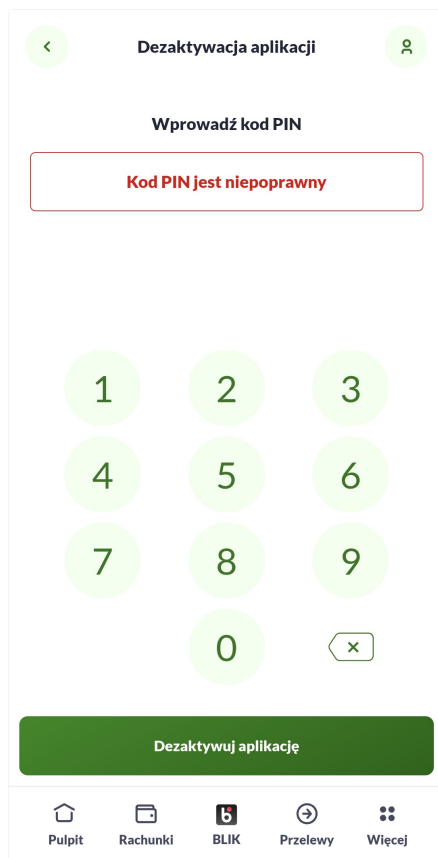 Dezaktywacja aplikacji
Wprowadź kod PIN
Kod PIN jest niepoprawny
1 2 3
4 5 6
7 8 9
0
Dezaktywuj aplikację
Pulpit Rachunki BLIK Przelewy Więcej